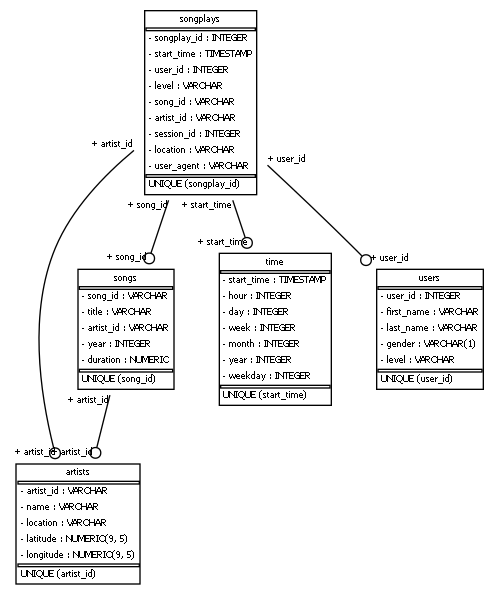 songplays
- songplay_id : INTEGER
- start_time : TIMESTAMP
- user_id : INTEGER
- level : VARCHAR
- song_id : VARCHAR
- artist_id : VARCHAR
- session_id : INTEGER
- location : VARCHAR
- user_agent : VARCHAR
UNIQUE (songplay_id)
+ artist_id
+ user_id
+ song_id
+ start_time
+ song_id
+ start_time
+ user_id
songs
- song_id : VARCHAR
- title : VARCHAR
- artist_id : VARCHAR
- year : INTEGER
- duration : NUMERIC
UNIQUE (song_id)
time
- start_time : TIMESTAMP
- hour : INTEGER
- day : INTEGER
- week : INTEGER
- month : INTEGER
- year : INTEGER
- weekday : INTEGER
UNIQUE (start_time)
users
- user_id : INTEGER
- first_name : VARCHAR
- last_name : VARCHAR
- gender : VARCHAR(1)
- level : VARCHAR
UNIQUE (user_id)
+ artist_id
+ artist_id
artist_id
artists
- artist_id : VARCHAR
- name : VARCHAR
- location : VARCHAR
- latitude : NUMERIC(9, 5)
- longitude : NUMERIC(9, 5)
UNIQUE (artist_id)